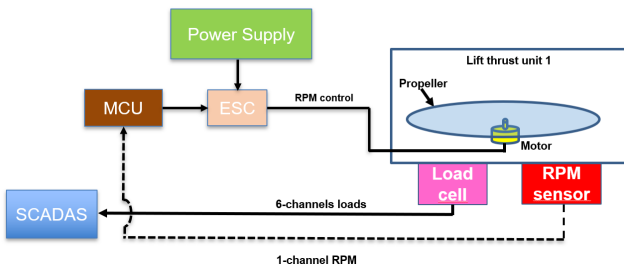 Power Supply
Lift thrust unit 1
Propeller
MCU
ESC
RPM control
Motor
Load
cell
RPM
sensor
SCADAS
6-channels loads
1-channel RPM